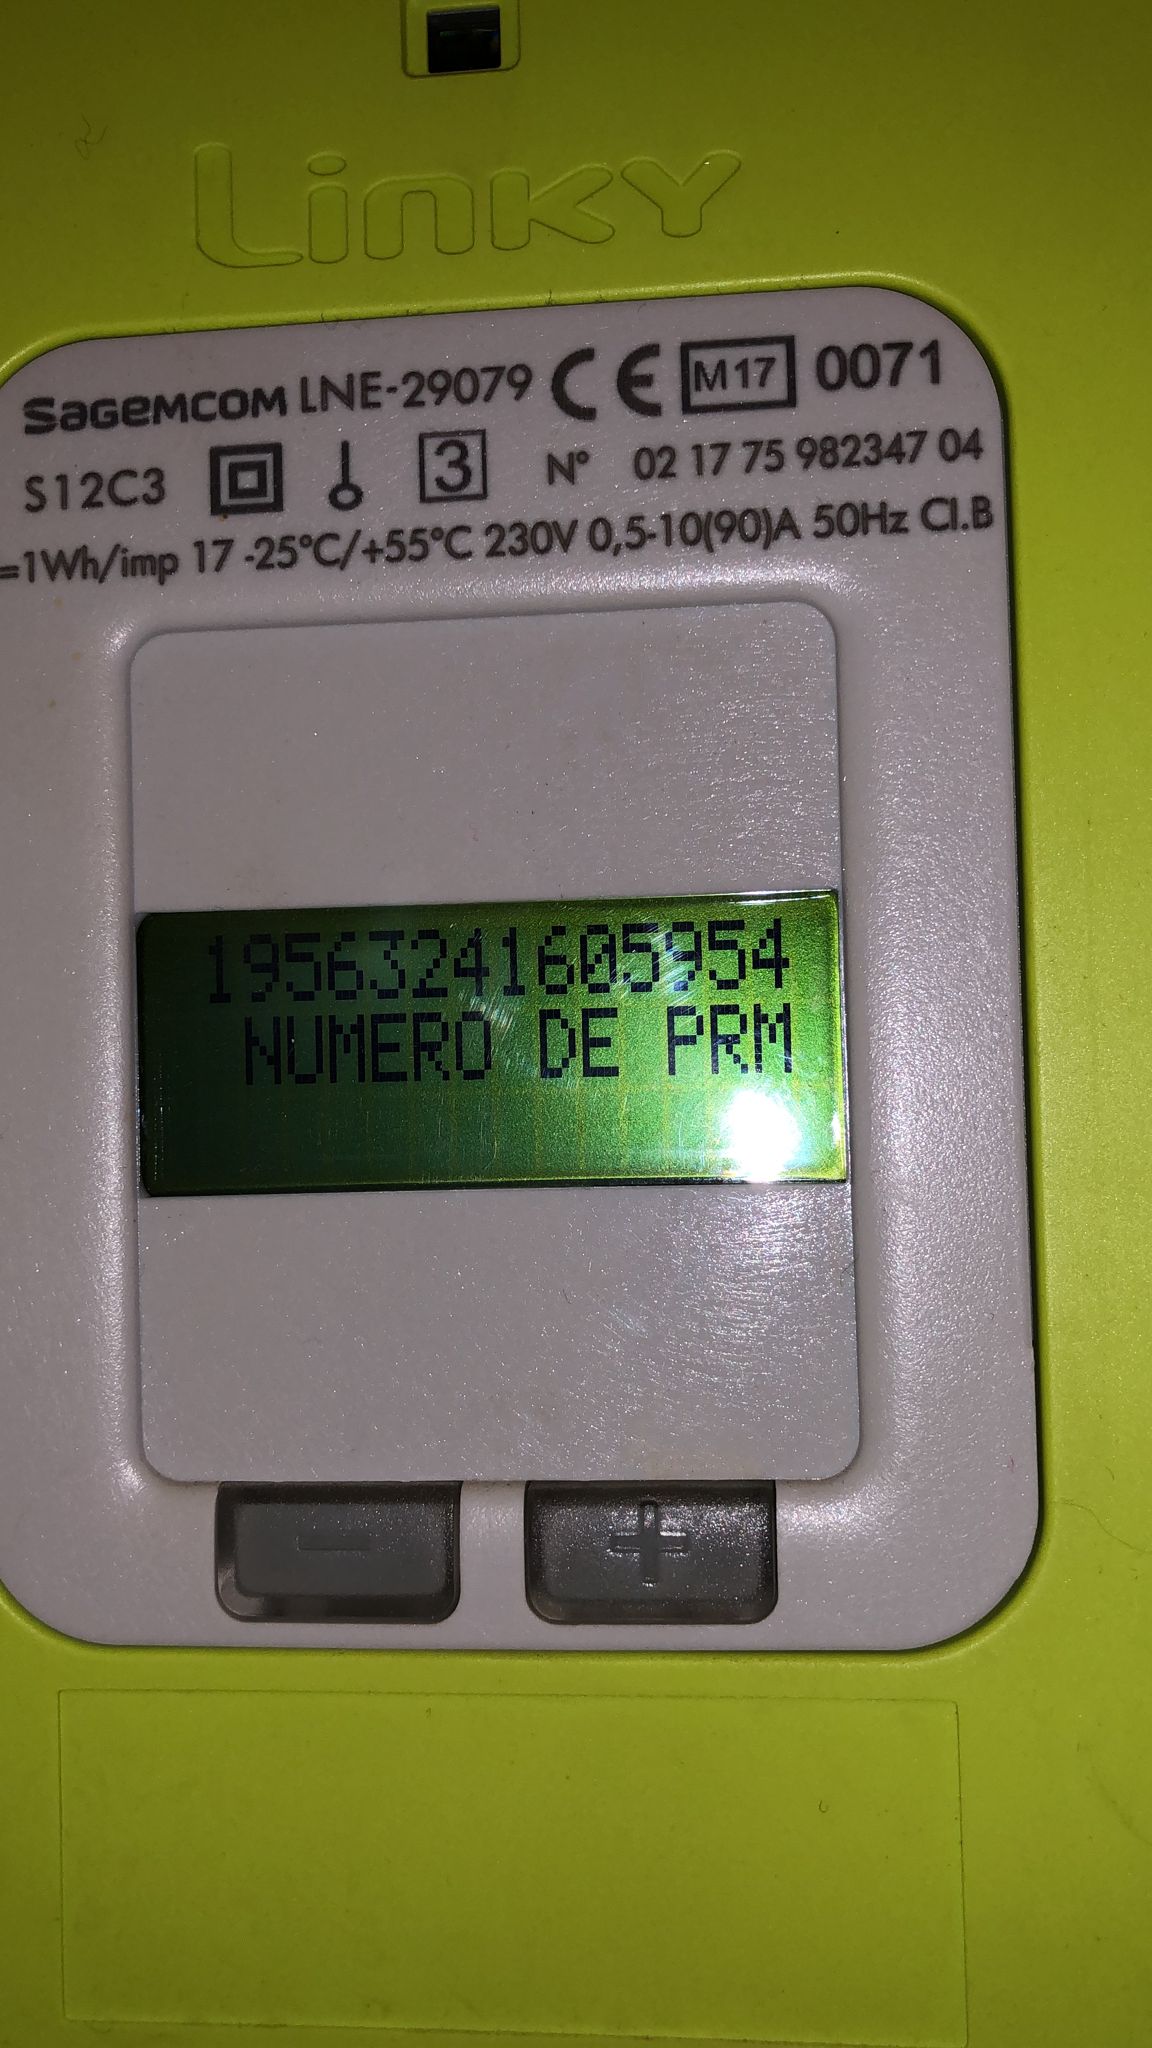 Linky
SAGEMCOM LNE-29079 CE M17 0071
S12C3 3 N° 02 17 75 982347 04
=1Wh/imp 17 -25°C/+55°C 230V 0,5-10(90)A 50Hz Cl.B
19563241605954
NUMERO DE PRM
- +